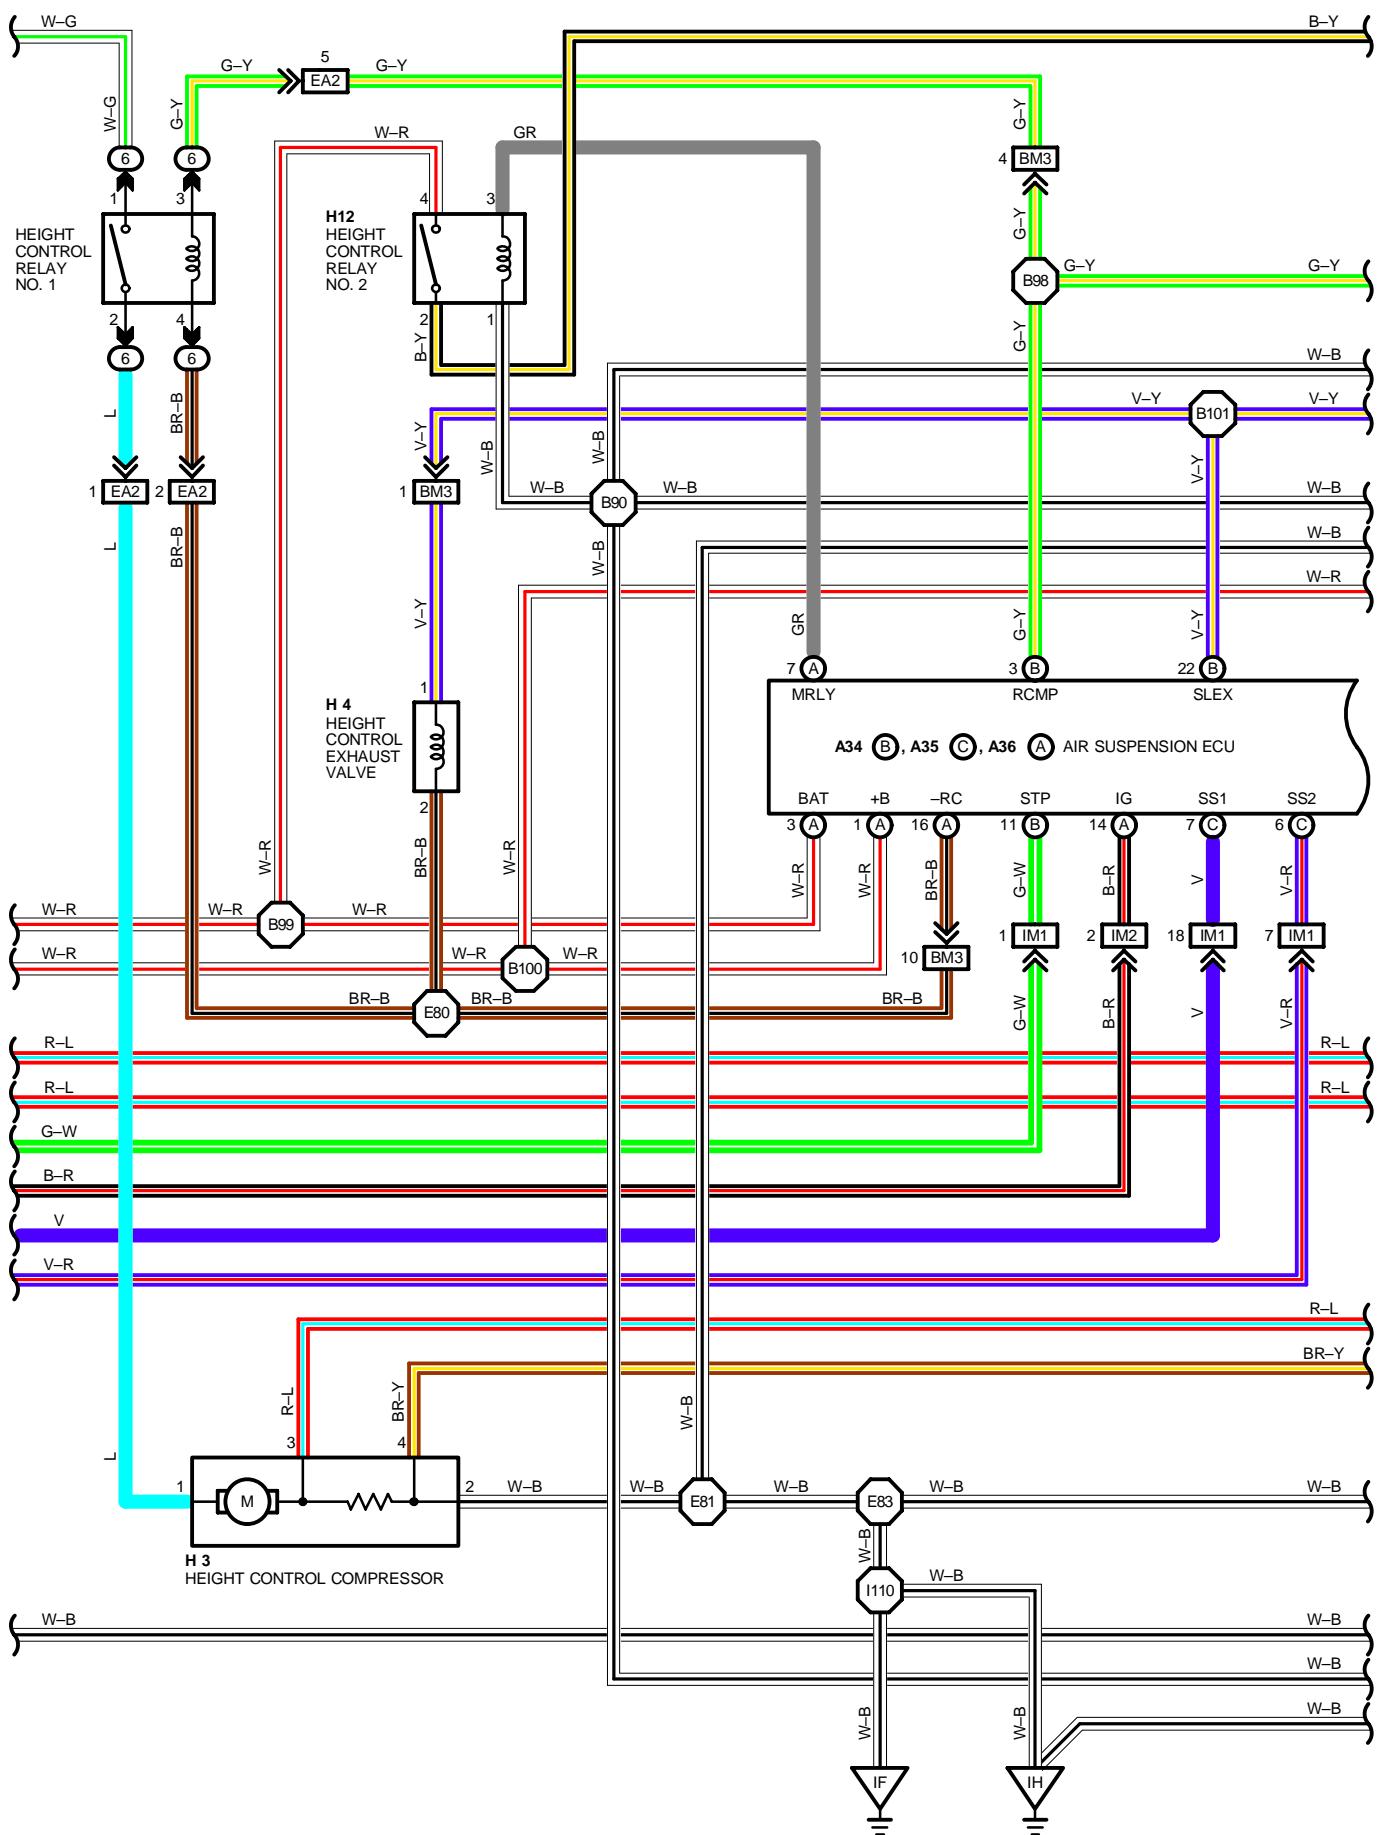 W–G
B–Y
5
G–Y
EA2
G–Y
W–G
G–Y
G–Y
W–R
GR
6
6
4 BM3
1
3
4
3
HEIGHT
CONTROL
RELAY
NO. 1
H12
HEIGHT
CONTROL
RELAY
NO. 2
G–Y
B98
G–Y
G–Y
2
4
2
1
B–Y
G–Y
6
6
W–B
L
BR–B
V–Y
W–B
W–B
V–Y
B101
V–Y
V–Y
1 EA2
2 EA2
1 BM3
W–B
B90
W–B
W–B
L
BR–B
W–B
W–B
W–R
V–Y
GR
G–Y
V–Y
7 A
3 B
22 B
MRLY
RCMP
SLEX
1
H 4
HEIGHT
CONTROL
EXHAUST
VALVE
A34 B , A35 C , A36 A AIR SUSPENSION ECU
2
BAT
+B
–RC
STP
IG
SS1
SS2
3 A
1 A
16 A
11 B
14 A
7 C
6 C
W–R
BR–B
W–R
W–R
W–R
BR–B
G–W
B–R
V
V–R
W–R
W–R
B99
W–R
1 IM1
2 IM2
18 IM1
7 IM1
W–R
W–R
B100
W–R
10 BM3
BR–B
E80
BR–B
BR–B
G–W
B–R
V
V–R
R–L
R–L
R–L
R–L
G–W
B–R
V
V–R
R–L
BR–Y
R–L
BR–Y
W–B
L
3
4
1
M
2
W–B
W–B
E81
W–B
E83
W–B
W–B
H 3
HEIGHT CONTROL COMPRESSOR
W–B
I110
W–B
W–B
W–B
W–B
W–B
W–B
W–B
IF
IH